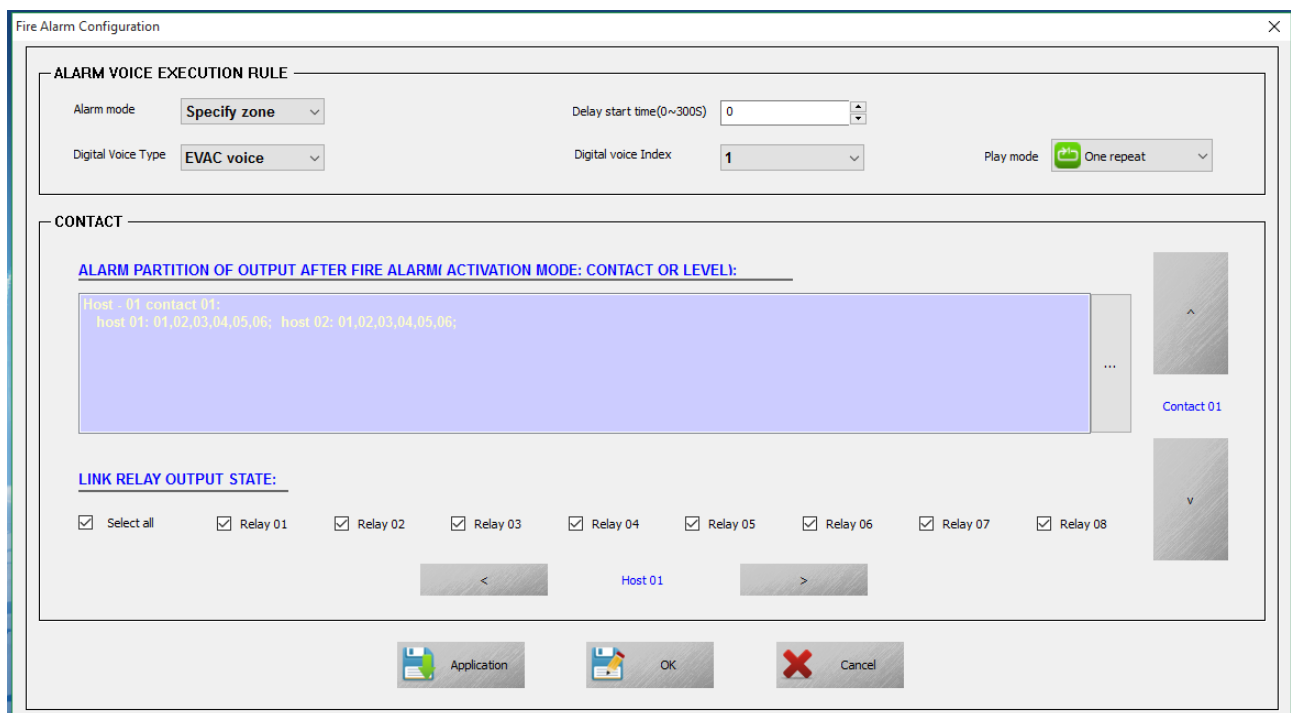 Fire Alarm Configuration
ALARM VOICE EXECUTION RULE
Alarm mode Specify zone Delay start time(0~300S) 0
Digital Voice Type EVAC voice Digital voice Index 1 Play mode One repeat
CONTACT
ALARM PARTITION OF OUTPUT AFTER FIRE ALARM( ACTIVATION MODE: CONTACT OR LEVEL):
Host - 01 contact 01:
host 01: 01,02,03,04,05,06; host 02: 01,02,03,04,05,06;
^
...
Contact 01
LINK RELAY OUTPUT STATE:
v
Select all Relay 01 Relay 02 Relay 03 Relay 04 Relay 05 Relay 06 Relay 07 Relay 08
< Host 01 >
Application OK Cancel